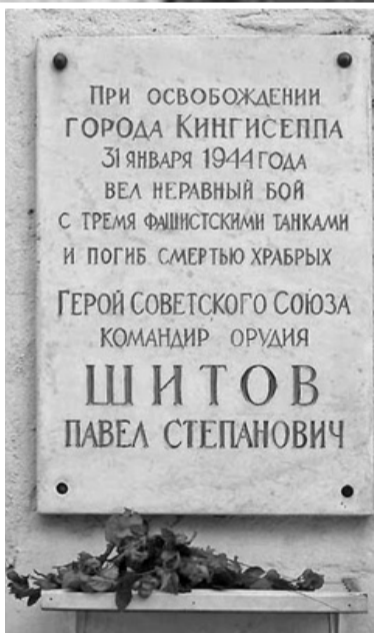 При освобождении
города Кингисеппа
31 января 1944 года
вел неравный бой
с тремя фашистскими танками
и погиб смертью храбрых
Герой Советского Союза
командир орудия
ШИТОВ
Павел Степанович